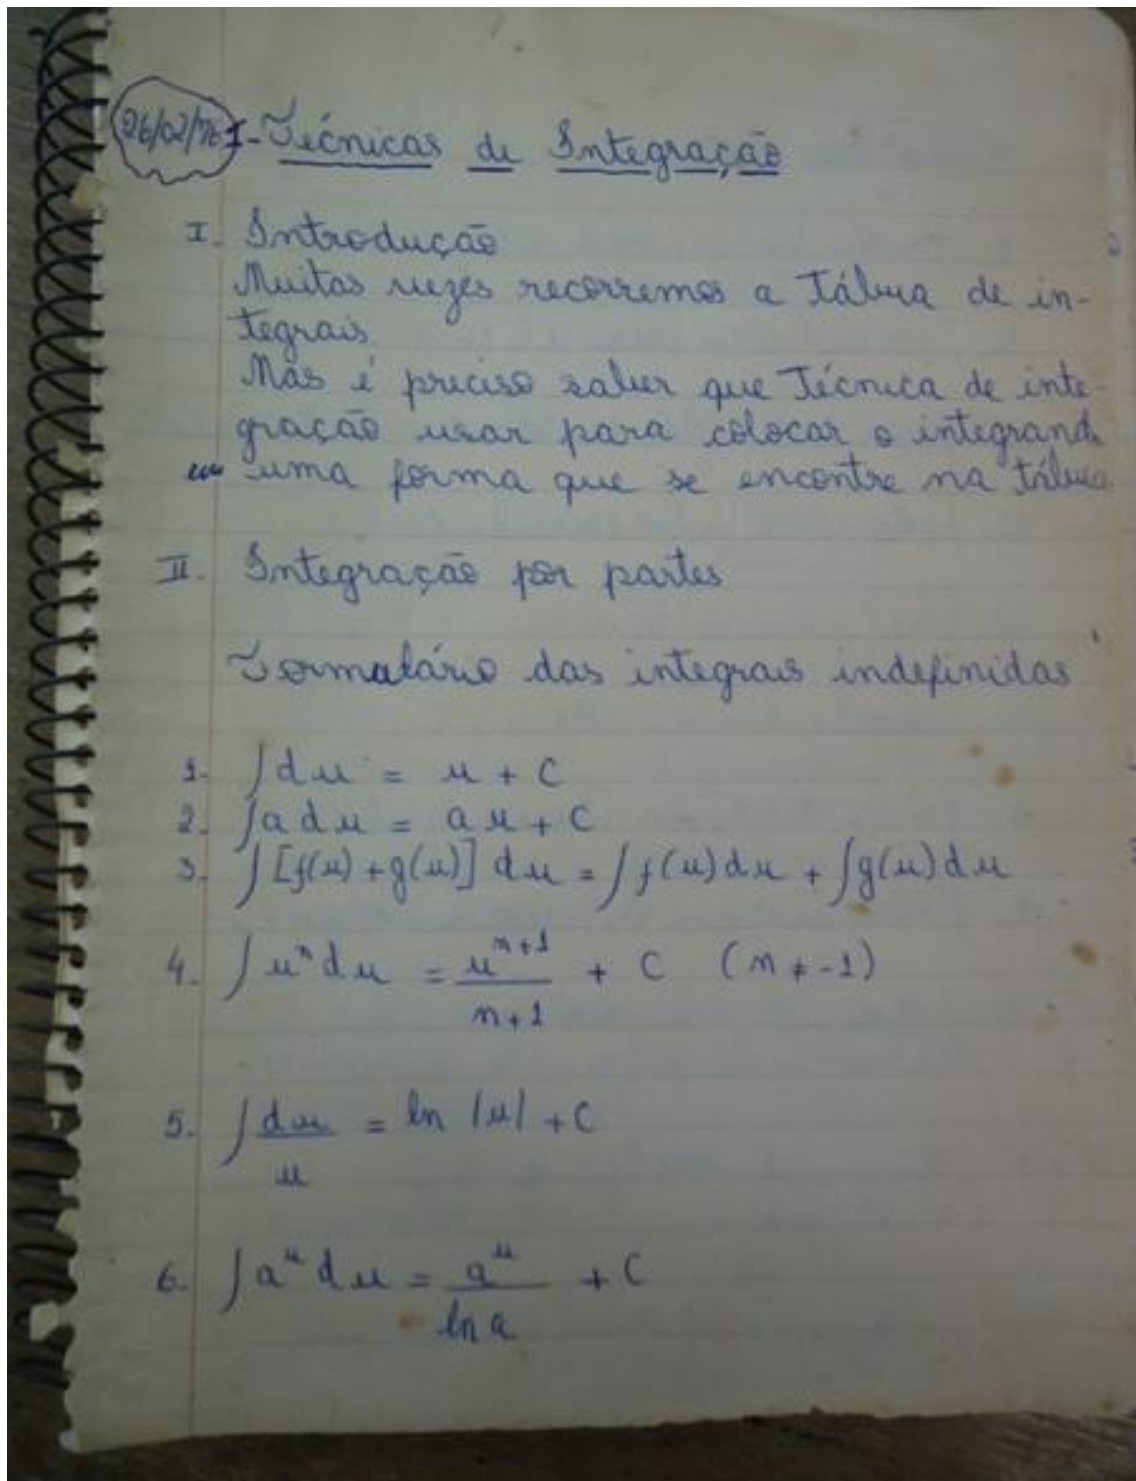 26/02/76 I- Técnicas de Integração
I. Introdução
Muitas vezes recorremos a Tábua de in-
tegrais.
Mas é preciso saber que Técnica de inte-
gração usar para colocar o integrand
em uma forma que se encontre na tábua
II. Integração por partes
Formulário das integrais indefinidas
1- ∫du = u + C
2- ∫a du = au + C
3- ∫[f(u) + g(u)] du = ∫f(u) du + ∫g(u) du
4- ∫uⁿ du = uⁿ⁺¹/(n+1) + C (n ≠ -1)
5- ∫du/u = ln |u| + C
6- ∫aᵘ du = aᵘ/ln a + C